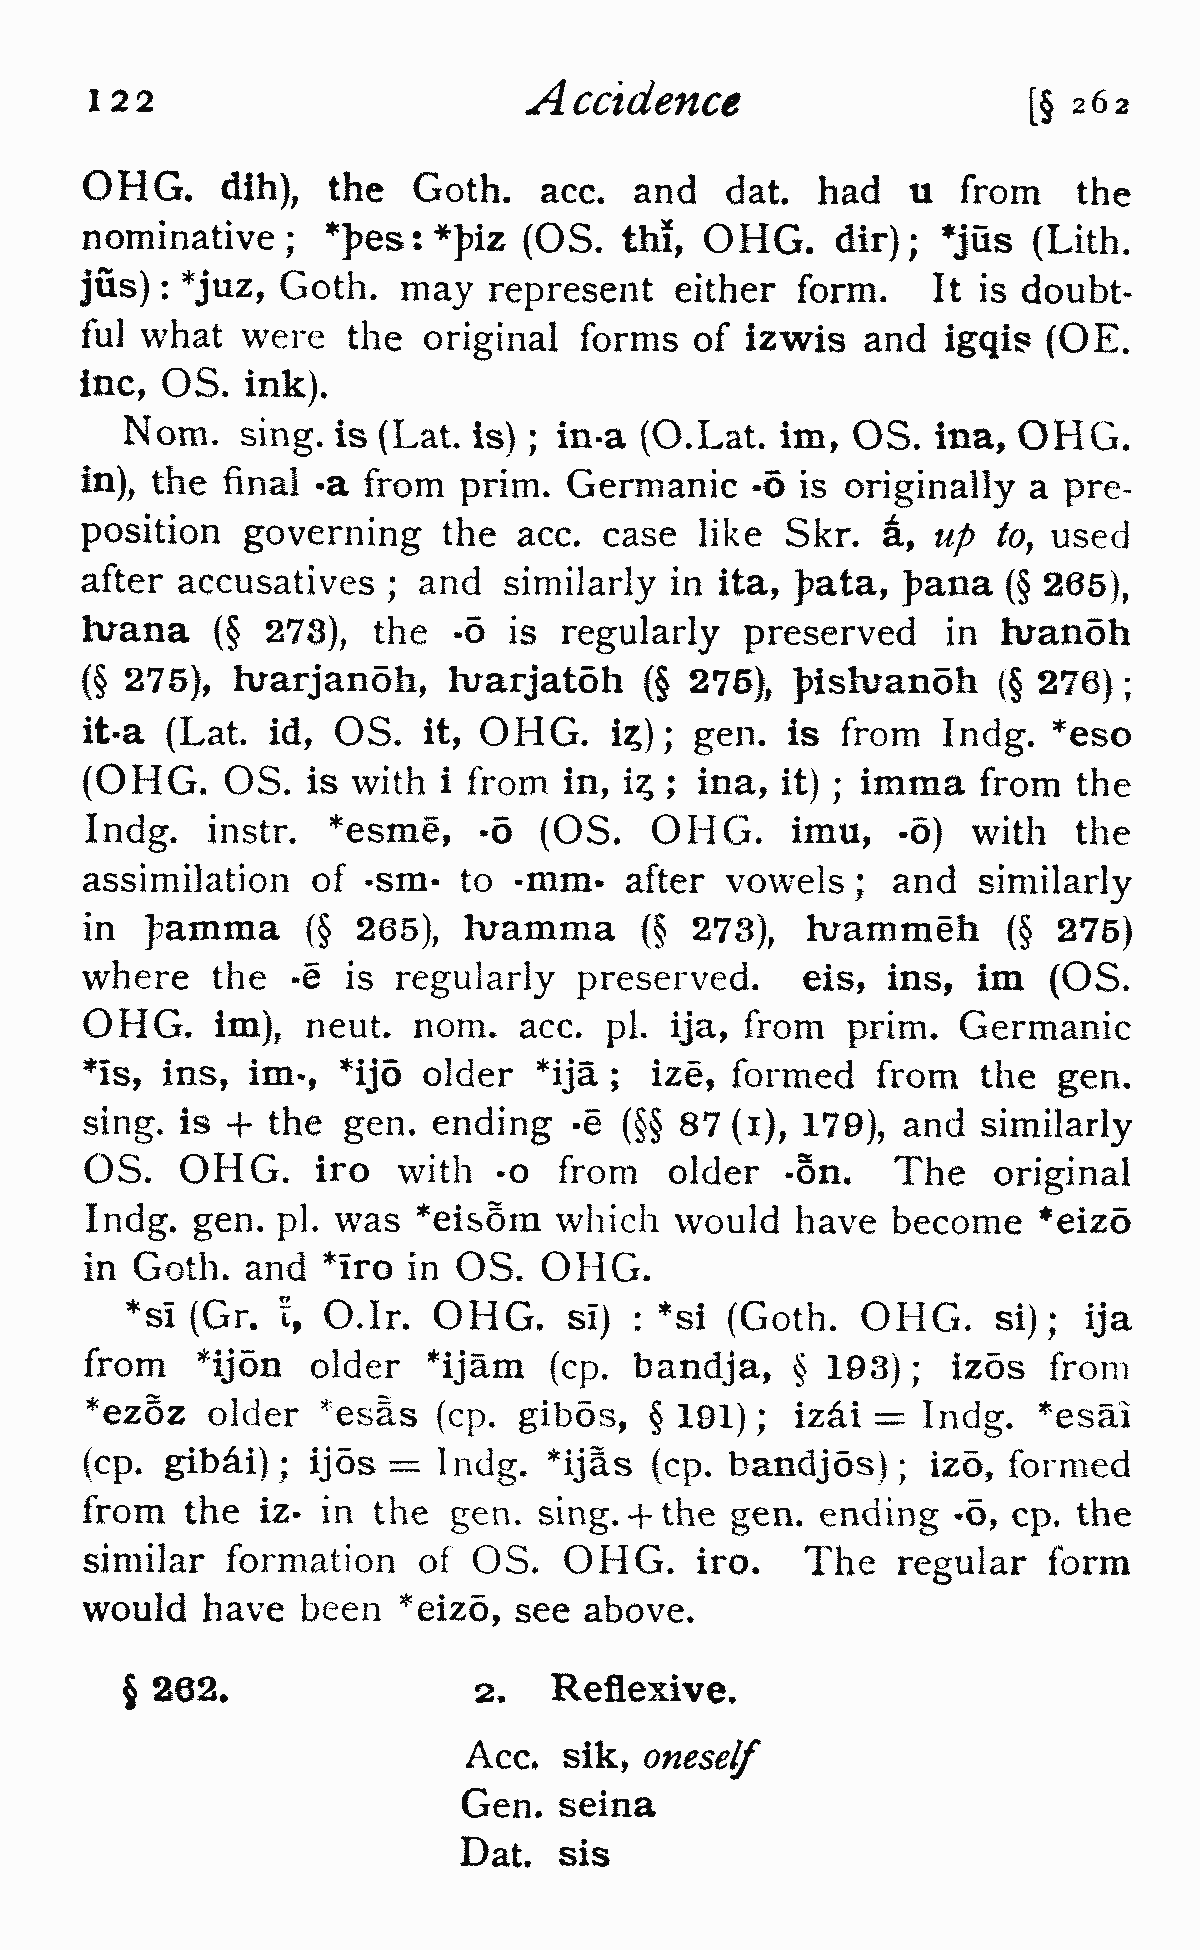 122 Accidence [§ 262
OHG. dih), the Goth. acc. and dat. had u from the
nominative; *þes: *þiz (OS. thī̆, OHG. dir); *jūs (Lith.
jũs): *juz, Goth. may represent either form. It is doubt-
ful what were the original forms of izwis and igqis (OE.
inc, OS. ink).
Nom. sing. is (Lat. is); in-a (O.Lat. im, OS. ina, OHG.
in), the final -a from prim. Germanic -ō is originally a pre-
position governing the acc. case like Skr. á, up to, used
after accusatives; and similarly in ita, þata, þana (§ 265),
ƕana (§ 273), the -ō is regularly preserved in ƕanōh
(§ 275), ƕarjanōh, ƕarjatōh (§ 275), þisƕanōh (§ 276);
it-a (Lat. id, OS. it, OHG. iʒ); gen. is from Indg. *eso
(OHG. OS. is with i from in, iʒ; ina, it); imma from the
Indg. instr. *esmē, -ō (OS. OHG. imu, -ō) with the
assimilation of -sm- to -mm- after vowels; and similarly
in þamma (§ 265), ƕamma (§ 273), ƕammēh (§ 275)
where the -ē is regularly preserved. eis, ins, im (OS.
OHG. im), neut. nom. acc. pl. ija, from prim. Germanic
*īs, ins, im-, *ijō older *ijā; izē, formed from the gen.
sing. is + the gen. ending -ē (§§ 87 (1), 179), and similarly
OS. OHG. iro with -o from older -ō̃n. The original
Indg. gen. pl. was *eisō̃m which would have become *eizō
in Goth. and *īro in OS. OHG.
*sī (Gr. ἵ, O.Ir. OHG. sī) : *si (Goth. OHG. si); ija
from *ijōn older *ijām (cp. bandja, § 193); izōs from
*ezō̃z older *esā̃s (cp. gibōs, § 191); izái = Indg. *esāi
(cp. gibái); ijōs = Indg. *ijā̃s (cp. bandjōs); izō, formed
from the iz- in the gen. sing. + the gen. ending -ō, cp. the
similar formation of OS. OHG. iro. The regular form
would have been *eizō, see above.
§ 262. 2. Reflexive.
Acc. sik, oneself
Gen. seina
Dat. sis